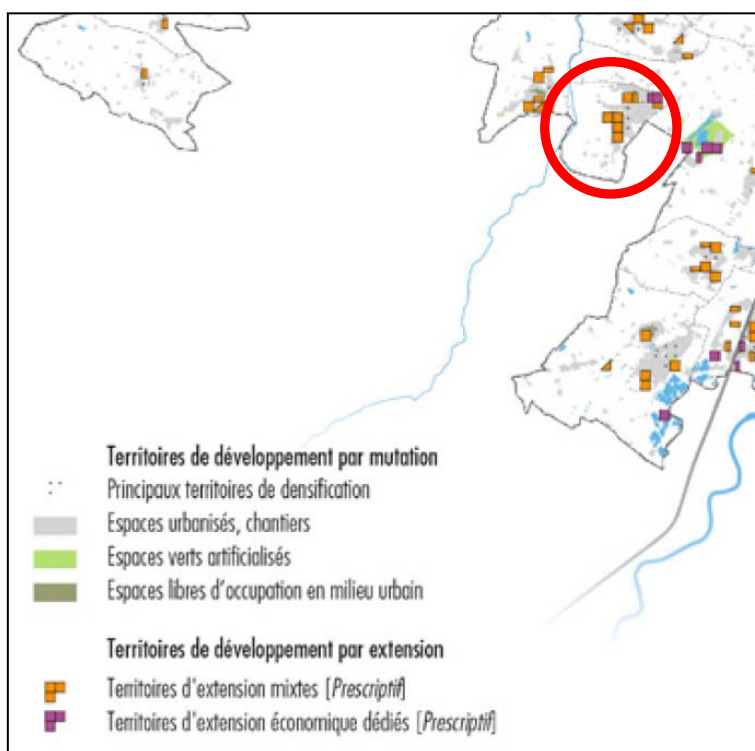 Territoires de développement par mutation
Principaux territoires de densification
Espaces urbanisés, chantiers
Espaces verts artificialisés
Espaces libres d'occupation en milieu urbain
Territoires de développement par extension
Territoires d'extension mixtes [Prescriptif]
Territoires d'extension économique dédiés [Prescriptif]